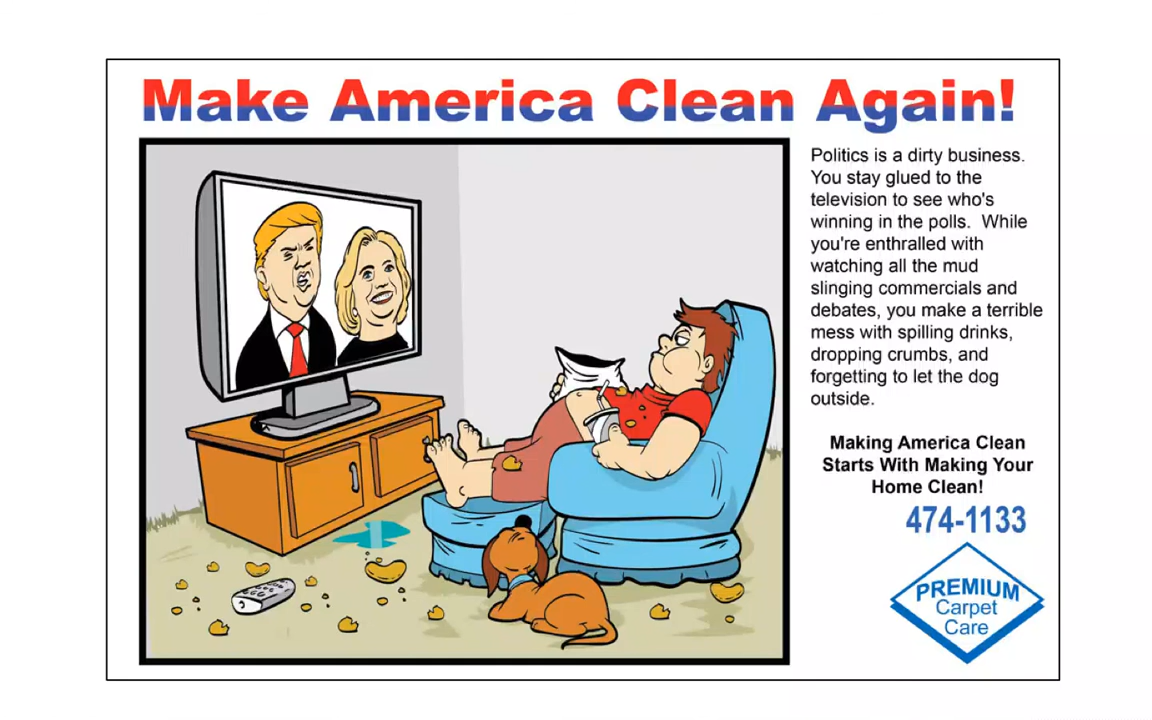 Make America Clean Again!
Politics is a dirty business.
You stay glued to the
television to see who's
winning in the polls.  While
you're enthralled with
watching all the mud
slinging commercials and
debates, you make a terrible
mess with spilling drinks,
dropping crumbs, and
forgetting to let the dog
outside.
Making America Clean
Starts With Making Your
Home Clean!
474-1133
PREMIUM
Carpet
Care